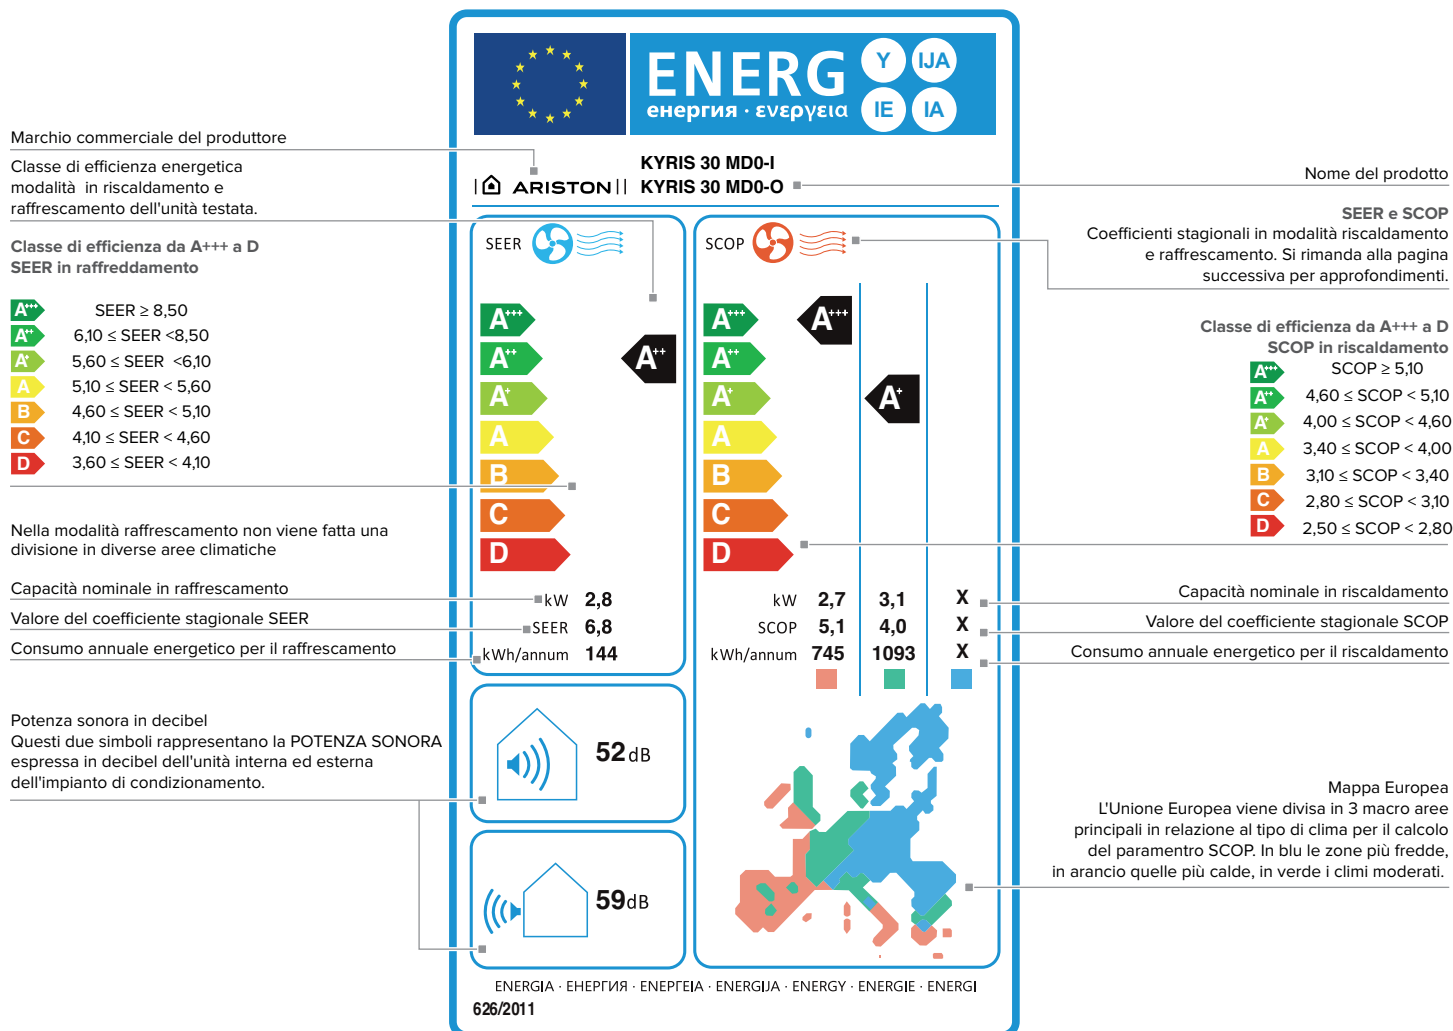 ENERG
енергия · ενεργεια
Y
IJA
IE
IA
Marchio commerciale del produttore
Classe di efficienza energetica
modalità in riscaldamento e
raffrescamento dell'unità testata.
Classe di efficienza da A+++ a D
SEER in raffreddamento
A+++ SEER ≥ 8,50
A++ 6,10 ≤ SEER <8,50
A+ 5,60 ≤ SEER <6,10
A 5,10 ≤ SEER < 5,60
B 4,60 ≤ SEER < 5,10
C 4,10 ≤ SEER < 4,60
D 3,60 ≤ SEER < 4,10
Nella modalità raffrescamento non viene fatta una
divisione in diverse aree climatiche
Capacità nominale in raffrescamento
Valore del coefficiente stagionale SEER
Consumo annuale energetico per il raffrescamento
Potenza sonora in decibel
Questi due simboli rappresentano la POTENZA SONORA
espressa in decibel dell'unità interna ed esterna
dell'impianto di condizionamento.
ARISTON
KYRIS 30 MD0-I
KYRIS 30 MD0-O
SEER
A+++
A++
A+
A
B
C
D
A++
kW 2,8
SEER 6,8
kWh/annum 144
52 dB
59 dB
SCOP
A+++
A++
A+
A
B
C
D
A+++
A+
kW 2,7 3,1 X
SCOP 5,1 4,0 X
kWh/annum 745 1093 X
ENERGIA · ЕНЕРГИЯ · ΕΝΕΡΓΕΙΑ · ENERGIJA · ENERGY · ENERGIE · ENERGI
626/2011
Nome del prodotto
SEER e SCOP
Coefficienti stagionali in modalità riscaldamento
e raffrescamento. Si rimanda alla pagina
successiva per approfondimenti.
Classe di efficienza da A+++ a D
SCOP in riscaldamento
A+++ SCOP ≥ 5,10
A++ 4,60 ≤ SCOP < 5,10
A+ 4,00 ≤ SCOP < 4,60
A 3,40 ≤ SCOP < 4,00
B 3,10 ≤ SCOP < 3,40
C 2,80 ≤ SCOP < 3,10
D 2,50 ≤ SCOP < 2,80
Capacità nominale in riscaldamento
Valore del coefficiente stagionale SCOP
Consumo annuale energetico per il riscaldamento
Mappa Europea
L'Unione Europea viene divisa in 3 macro aree
principali in relazione al tipo di clima per il calcolo
del paramentro SCOP. In blu le zone più fredde,
in arancio quelle più calde, in verde i climi moderati.